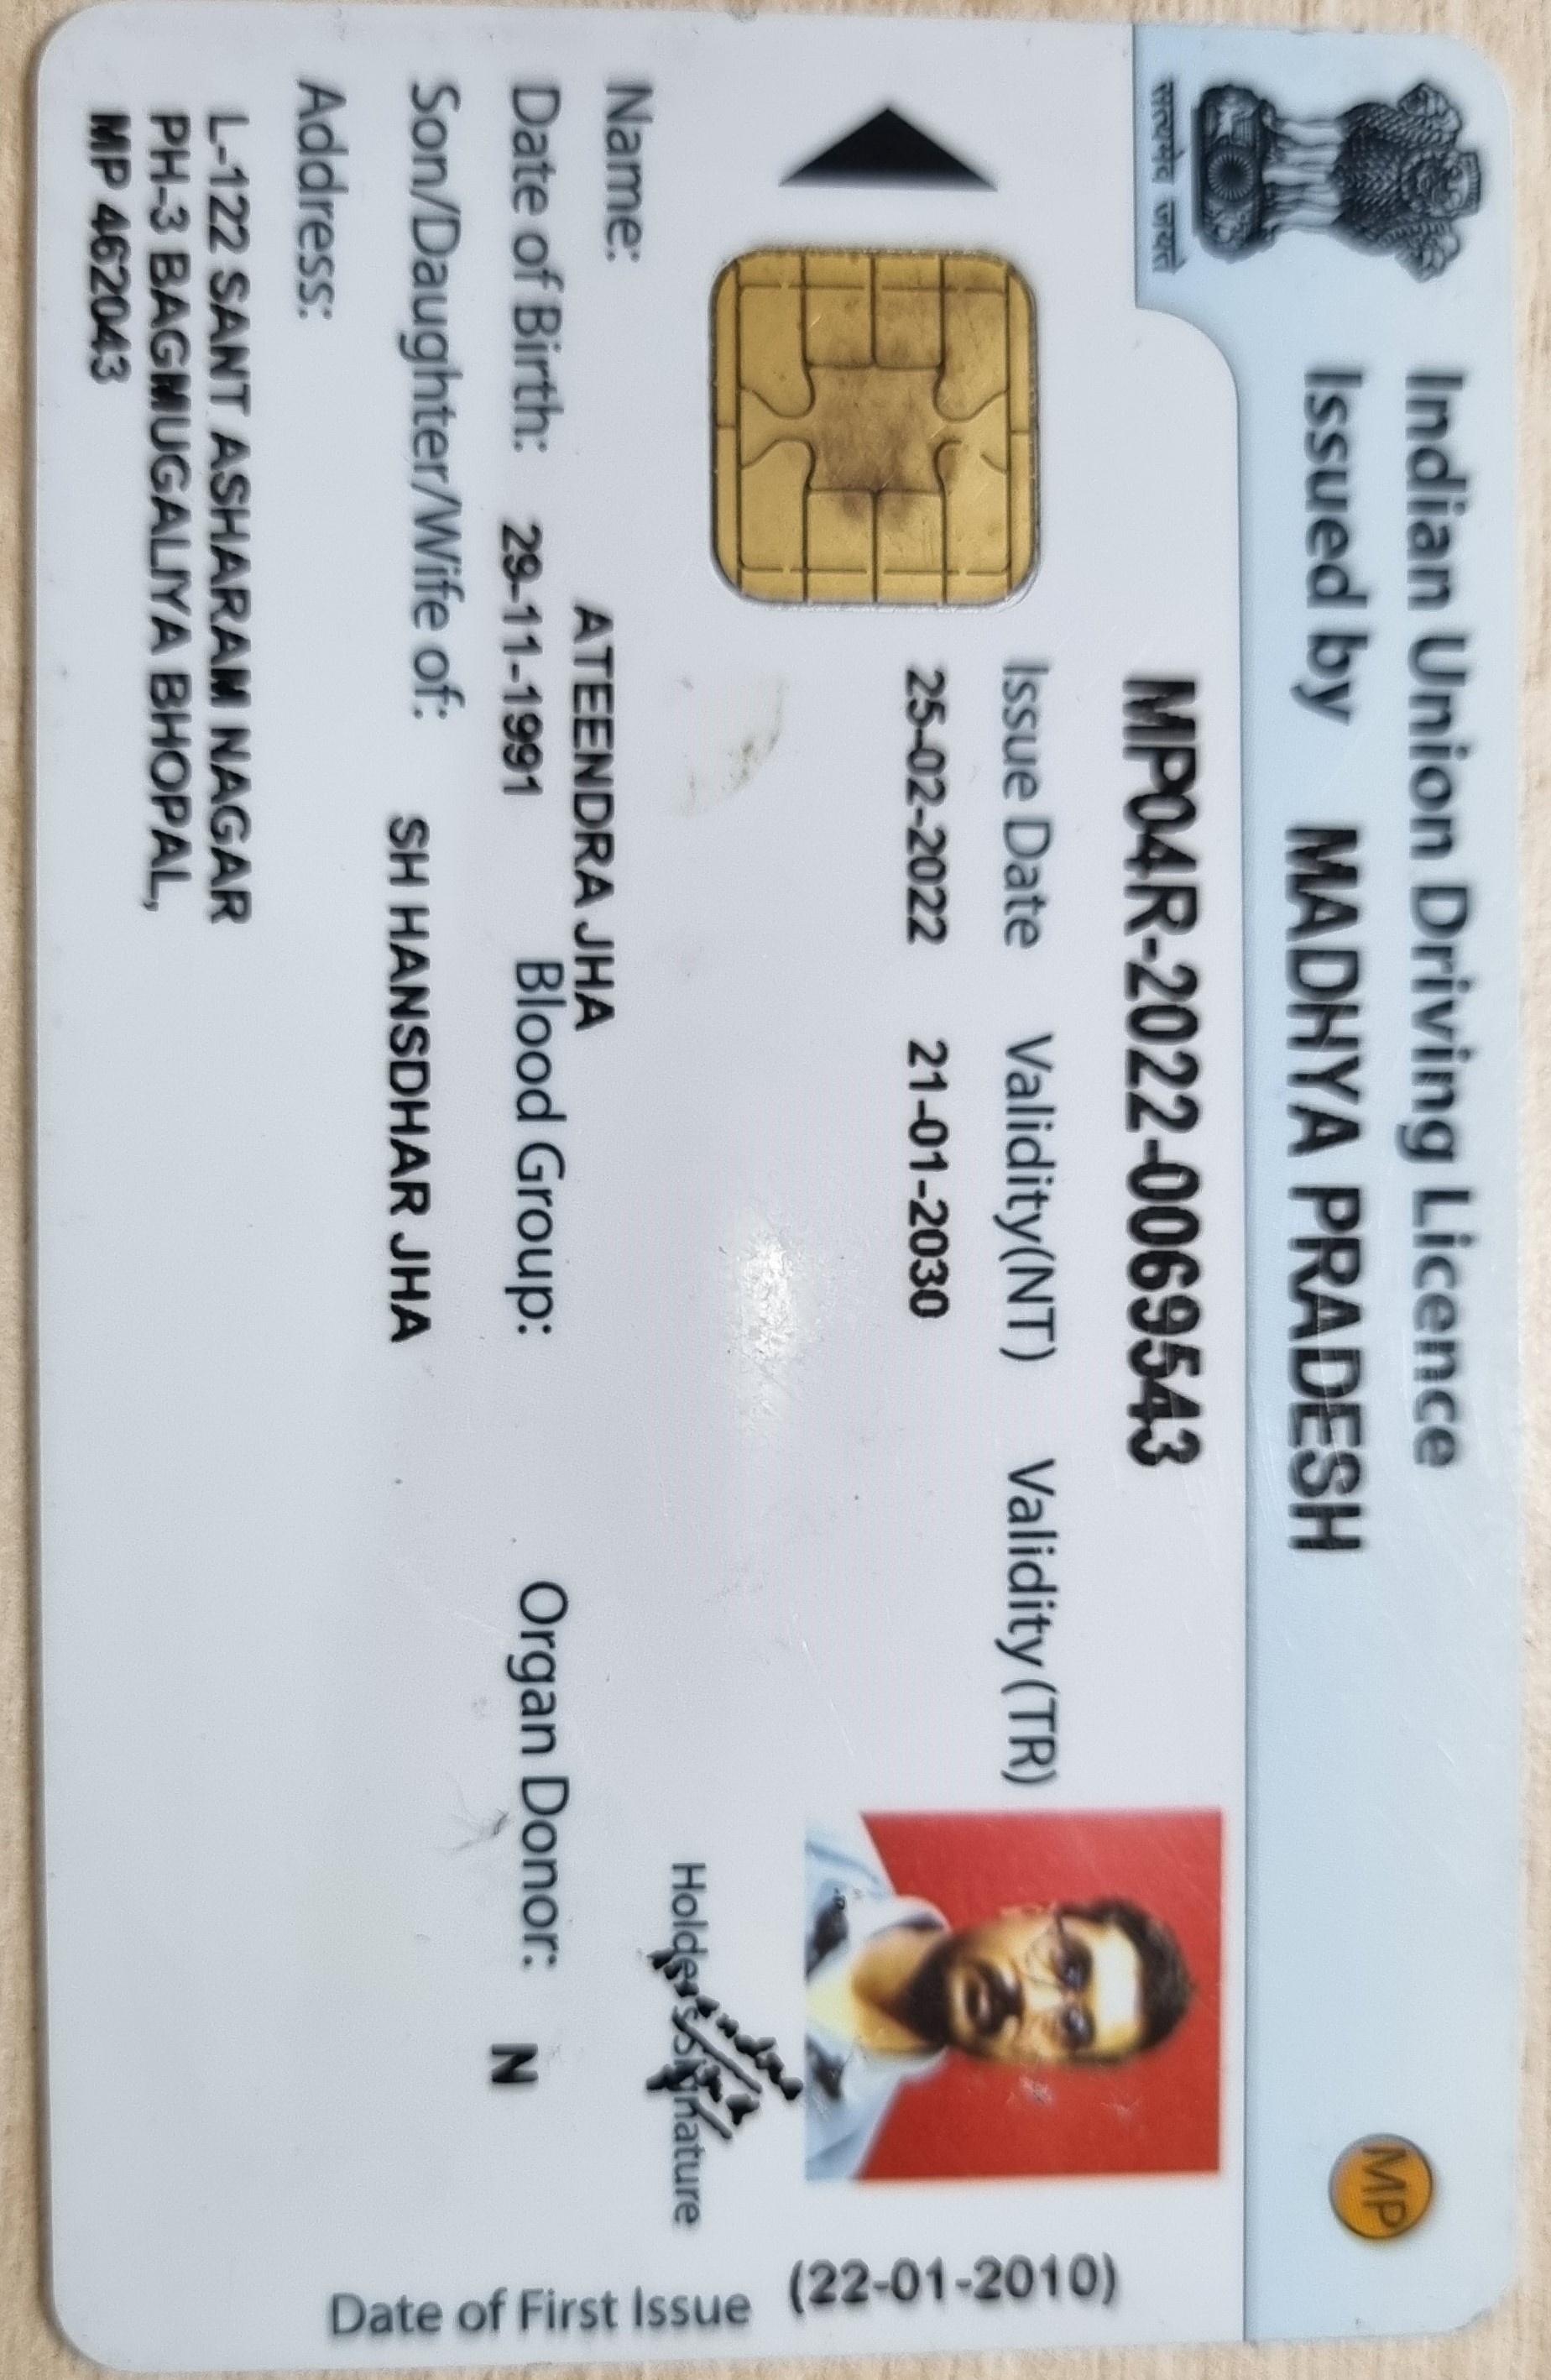 Indian Union Driving Licence
Issued by MADHYA PRADESH
MP
सत्यमेव जयते
MP04R-2022-0069543
Issue Date Validity(NT) Validity (TR)
25-02-2022 21-01-2030
Holder's Signature
Date of First Issue (22-01-2010)
Name: ATEENDRA JHA
Date of Birth: 29-11-1991 Blood Group: Organ Donor: N
Son/Daughter/Wife of: SH HANSDHAR JHA
Address:
L-122 SANT ASHARAM NAGAR
PH-3 BAGMUGALIYA BHOPAL,
MP 462043